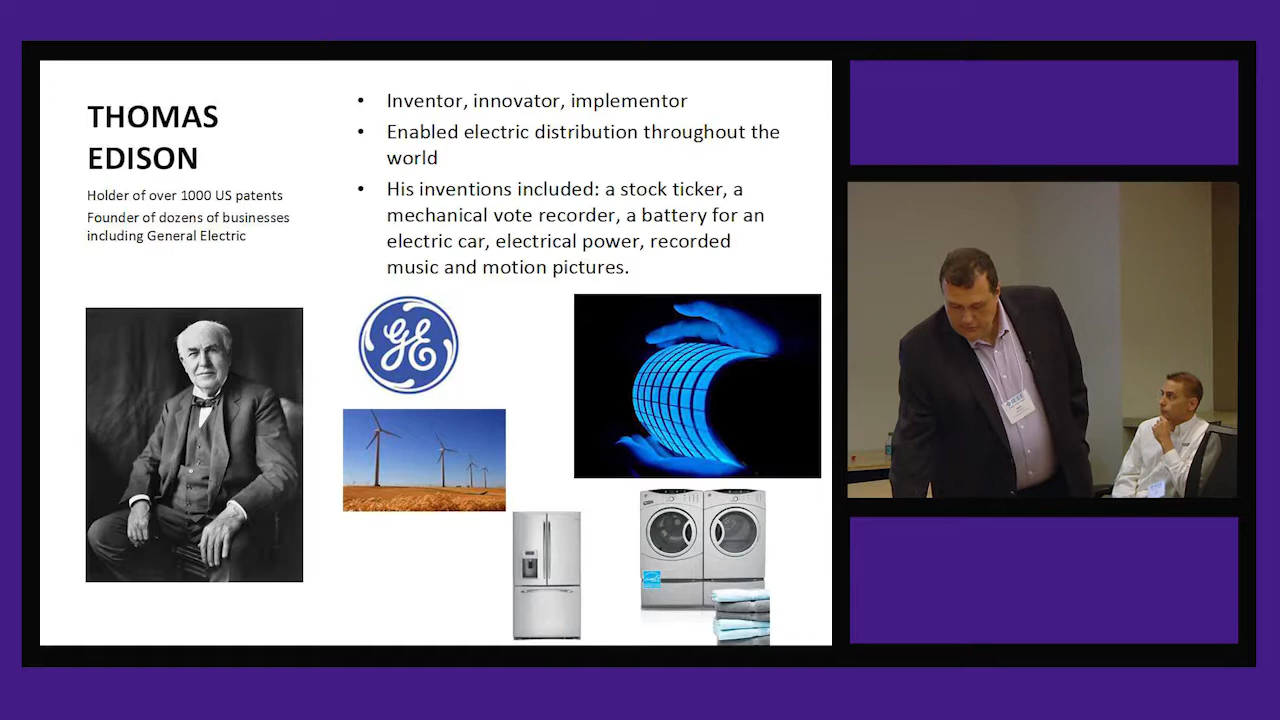 THOMAS
EDISON
Holder of over 1000 US patents
Founder of dozens of businesses
including General Electric
• Inventor, innovator, implementor
• Enabled electric distribution throughout the
world
• His inventions included: a stock ticker, a
mechanical vote recorder, a battery for an
electric car, electrical power, recorded
music and motion pictures.
GE
IEEE